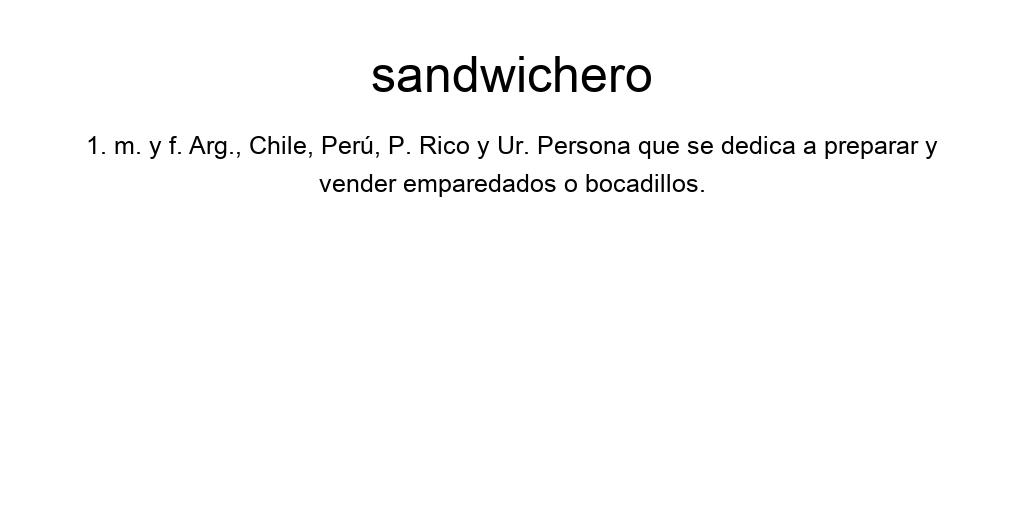 sandwichero
1. m. y f. Arg., Chile, Perú, P. Rico y Ur. Persona que se dedica a preparar y
vender emparedados o bocadillos.